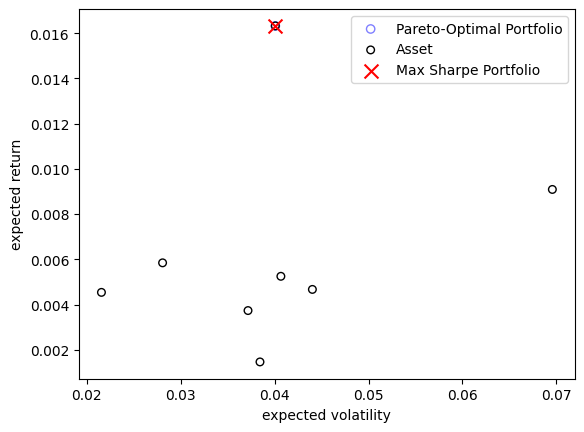 0.016
0.014
0.012
0.010
0.008
0.006
0.004
0.002
expected return
Pareto-Optimal Portfolio
Asset
Max Sharpe Portfolio
0.02 0.03 0.04 0.05 0.06 0.07
expected volatility